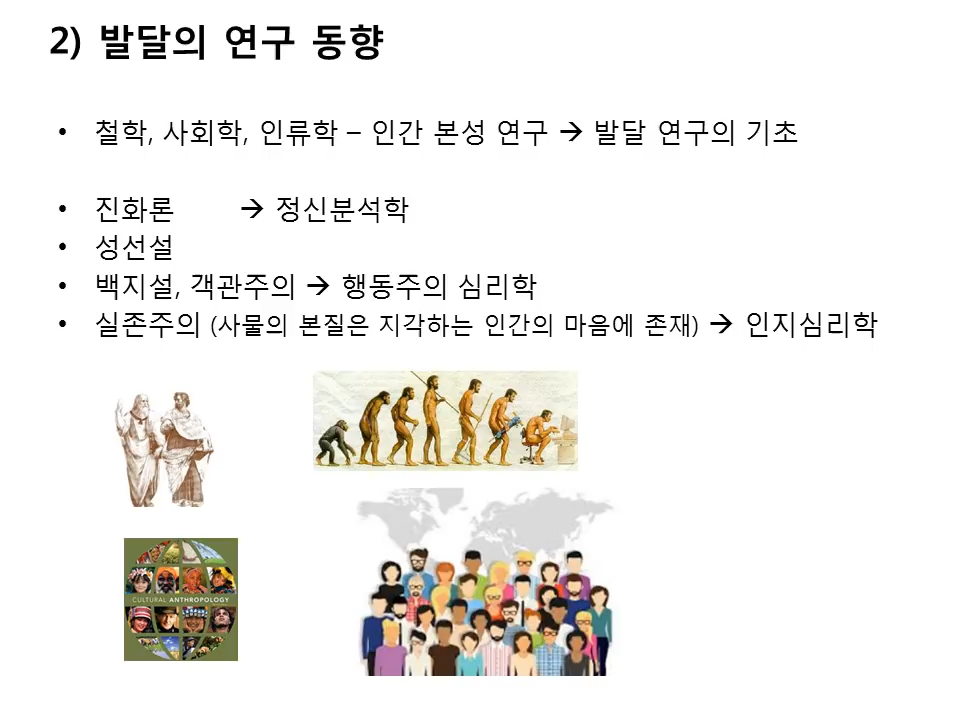 2) 발달의 연구 동향
• 철학, 사회학, 인류학 – 인간 본성 연구 → 발달 연구의 기초
• 진화론 → 정신분석학
• 성선설
• 백지설, 객관주의 → 행동주의 심리학
• 실존주의 (사물의 본질은 지각하는 인간의 마음에 존재) → 인지심리학
CULTURAL ANTHROPOLOGY